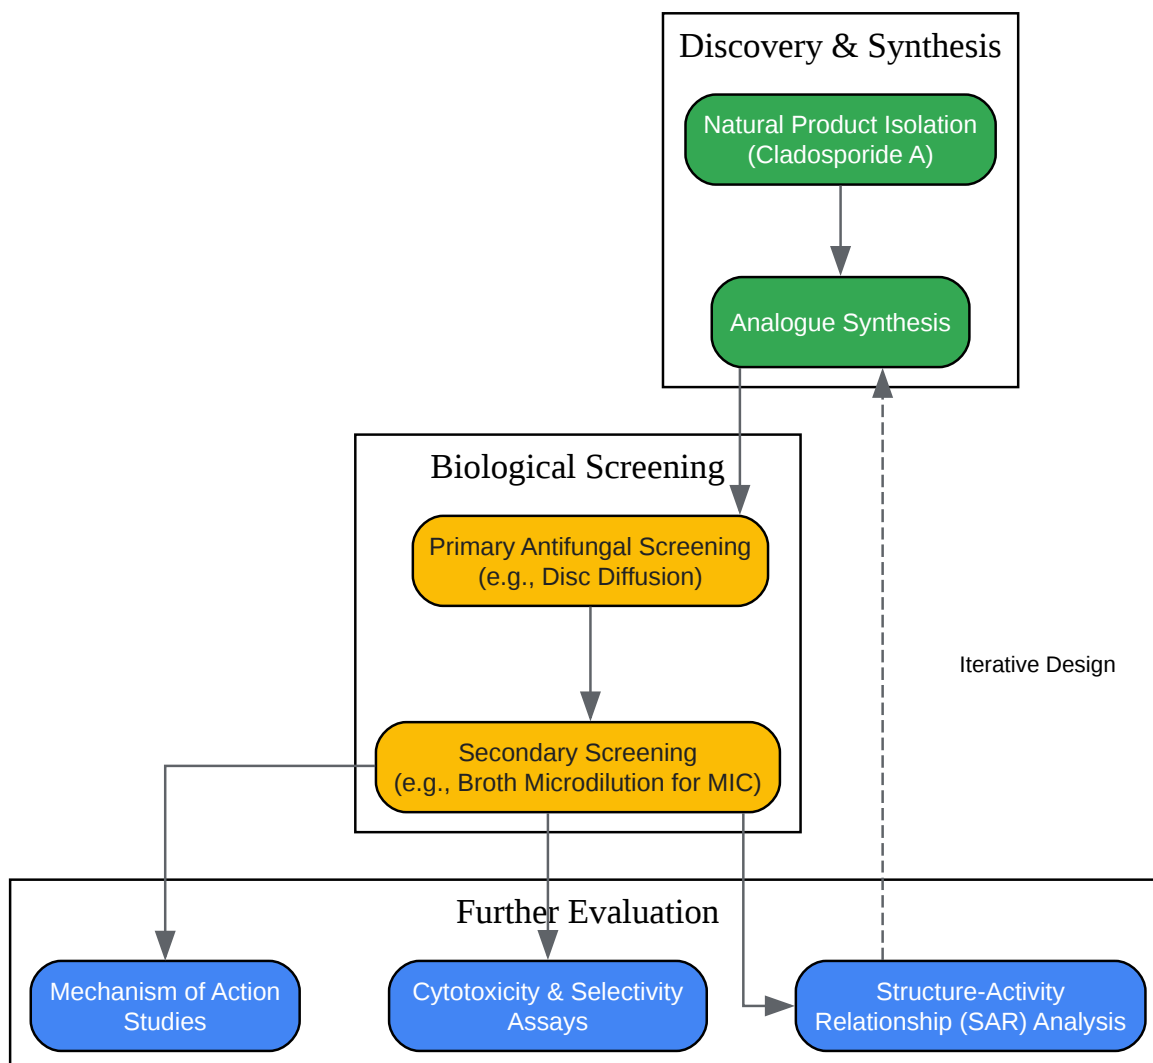 Discovery & Synthesis
Natural Product Isolation
(Cladosporide A)
Analogue Synthesis
Biological Screening
Primary Antifungal Screening
(e.g., Disc Diffusion)
Iterative Design
Secondary Screening
(e.g., Broth Microdilution for MIC)
Further Evaluation
Mechanism of Action
Studies
Cytotoxicity & Selectivity
Assays
Structure-Activity
Relationship (SAR) Analysis